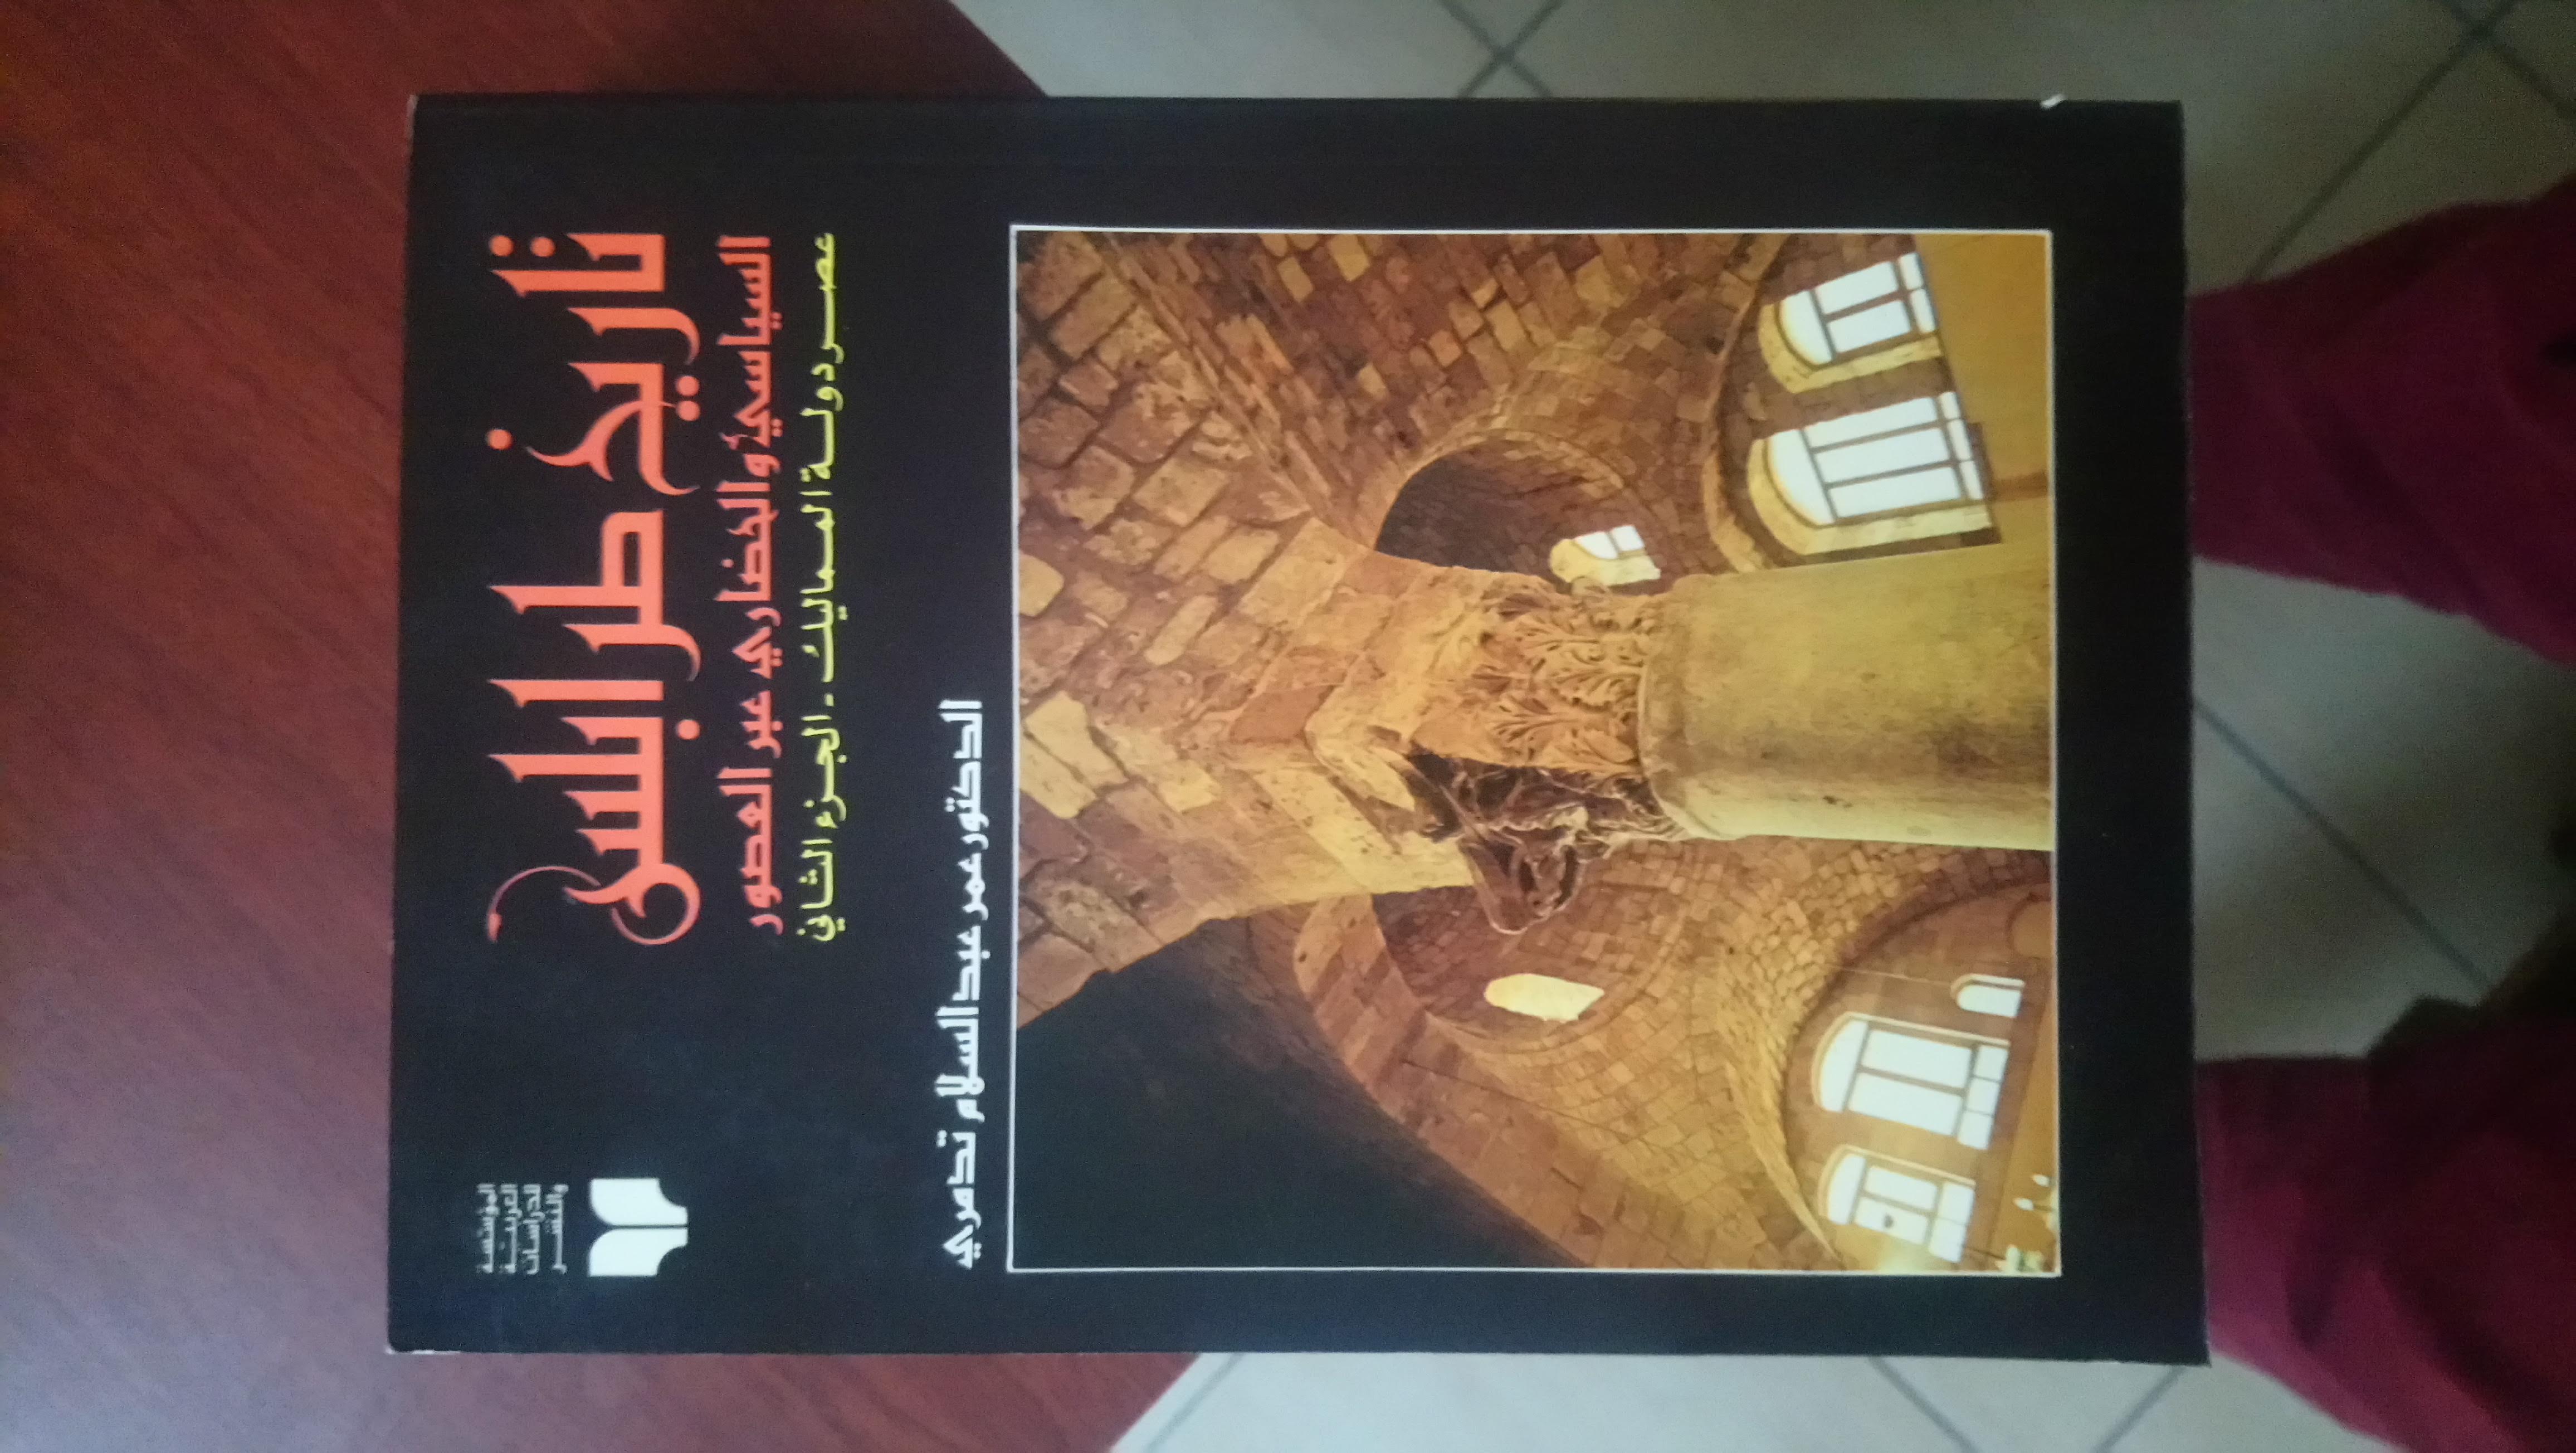 المؤسسة
العربية
للدراسات
والنشر
تاريخ طرابلس
السياسي والحضاري عبر العصور
عصر دولة المماليك - الجزء الثاني
الدكتور عمر عبد السلام تدمري